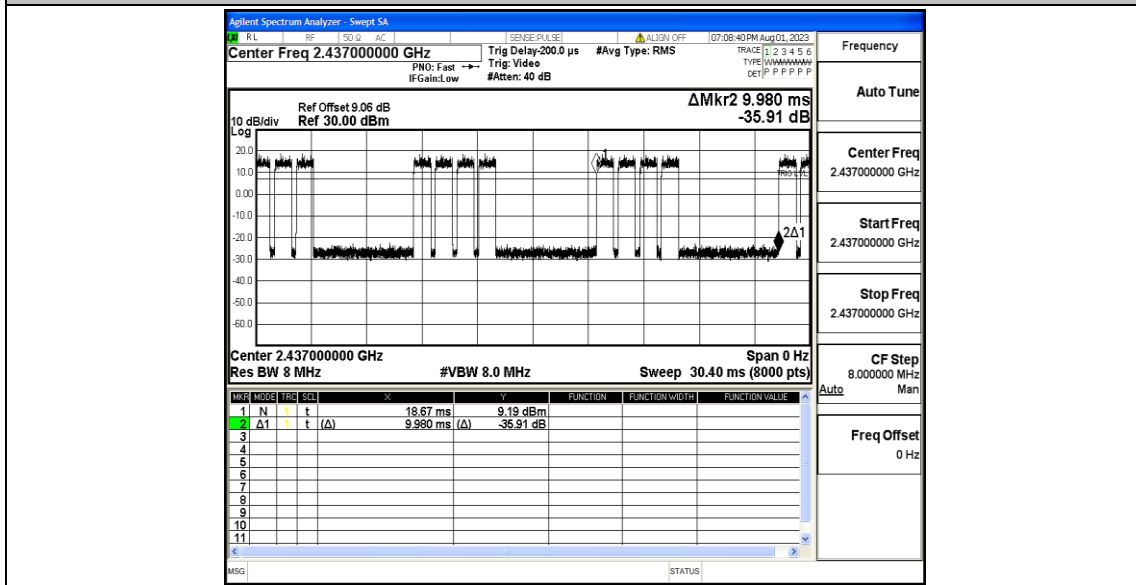 Agilent Spectrum Analyzer - Swept SA
RL RF 50 Ω AC SENSE:PULSE ALIGN OFF 07:08:40 PM Aug 01, 2023
Center Freq 2.437000000 GHz
PNO: Fast
IFGain:Low
Trig Delay-200.0 µs
Trig: Video
#Atten: 40 dB
#Avg Type: RMS
TRACE 1 2 3 4 5 6
TYPE
DET P P P P P P
ΔMkr2 9.980 ms
-35.91 dB
Ref Offset 9.06 dB
10 dB/div Ref 30.00 dBm
Log
20.0
10.0
0.00
-10.0
-20.0
-30.0
-40.0
-50.0
-60.0
1
TRIG LVL
2Δ1
Center 2.437000000 GHz Span 0 Hz
Res BW 8 MHz #VBW 8.0 MHz Sweep 30.40 ms (8000 pts)
MKR MODE TRC SCL X Y FUNCTION FUNCTION WIDTH FUNCTION VALUE
1 N 1 t 18.67 ms 9.19 dBm
2 Δ1 1 t (Δ) 9.980 ms (Δ) -35.91 dB
3
4
5
6
7
8
9
10
11
MSG STATUS
Frequency
Auto Tune
Center Freq
2.437000000 GHz
Start Freq
2.437000000 GHz
Stop Freq
2.437000000 GHz
CF Step
8.000000 MHz
Auto Man
Freq Offset
0 Hz